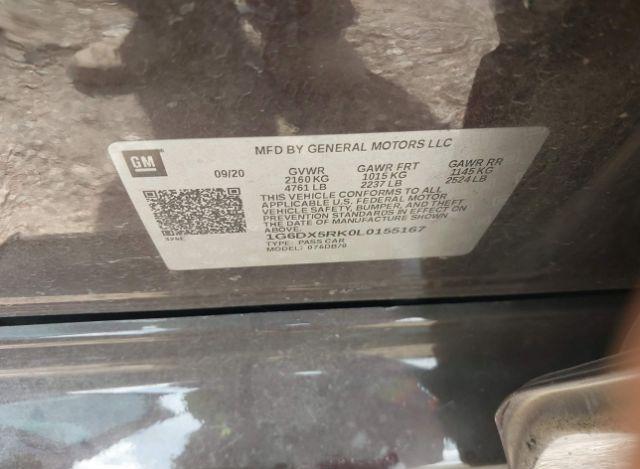 GM
MFD BY GENERAL MOTORS LLC
09/20
GVWR GAWR FRT GAWR RR
2160 KG 1015 KG 1145 KG
4761 LB 2237 LB 2524 LB
THIS VEHICLE CONFORMS TO ALL
APPLICABLE U.S. FEDERAL MOTOR
VEHICLE SAFETY, BUMPER, AND THEFT
PREVENTION STANDARDS IN EFFECT ON
THE DATE OF MANUFACTURE SHOWN
ABOVE.
1G6DX5RK0L0155167
TYPE: PASS CAR
MODEL: 076DB70